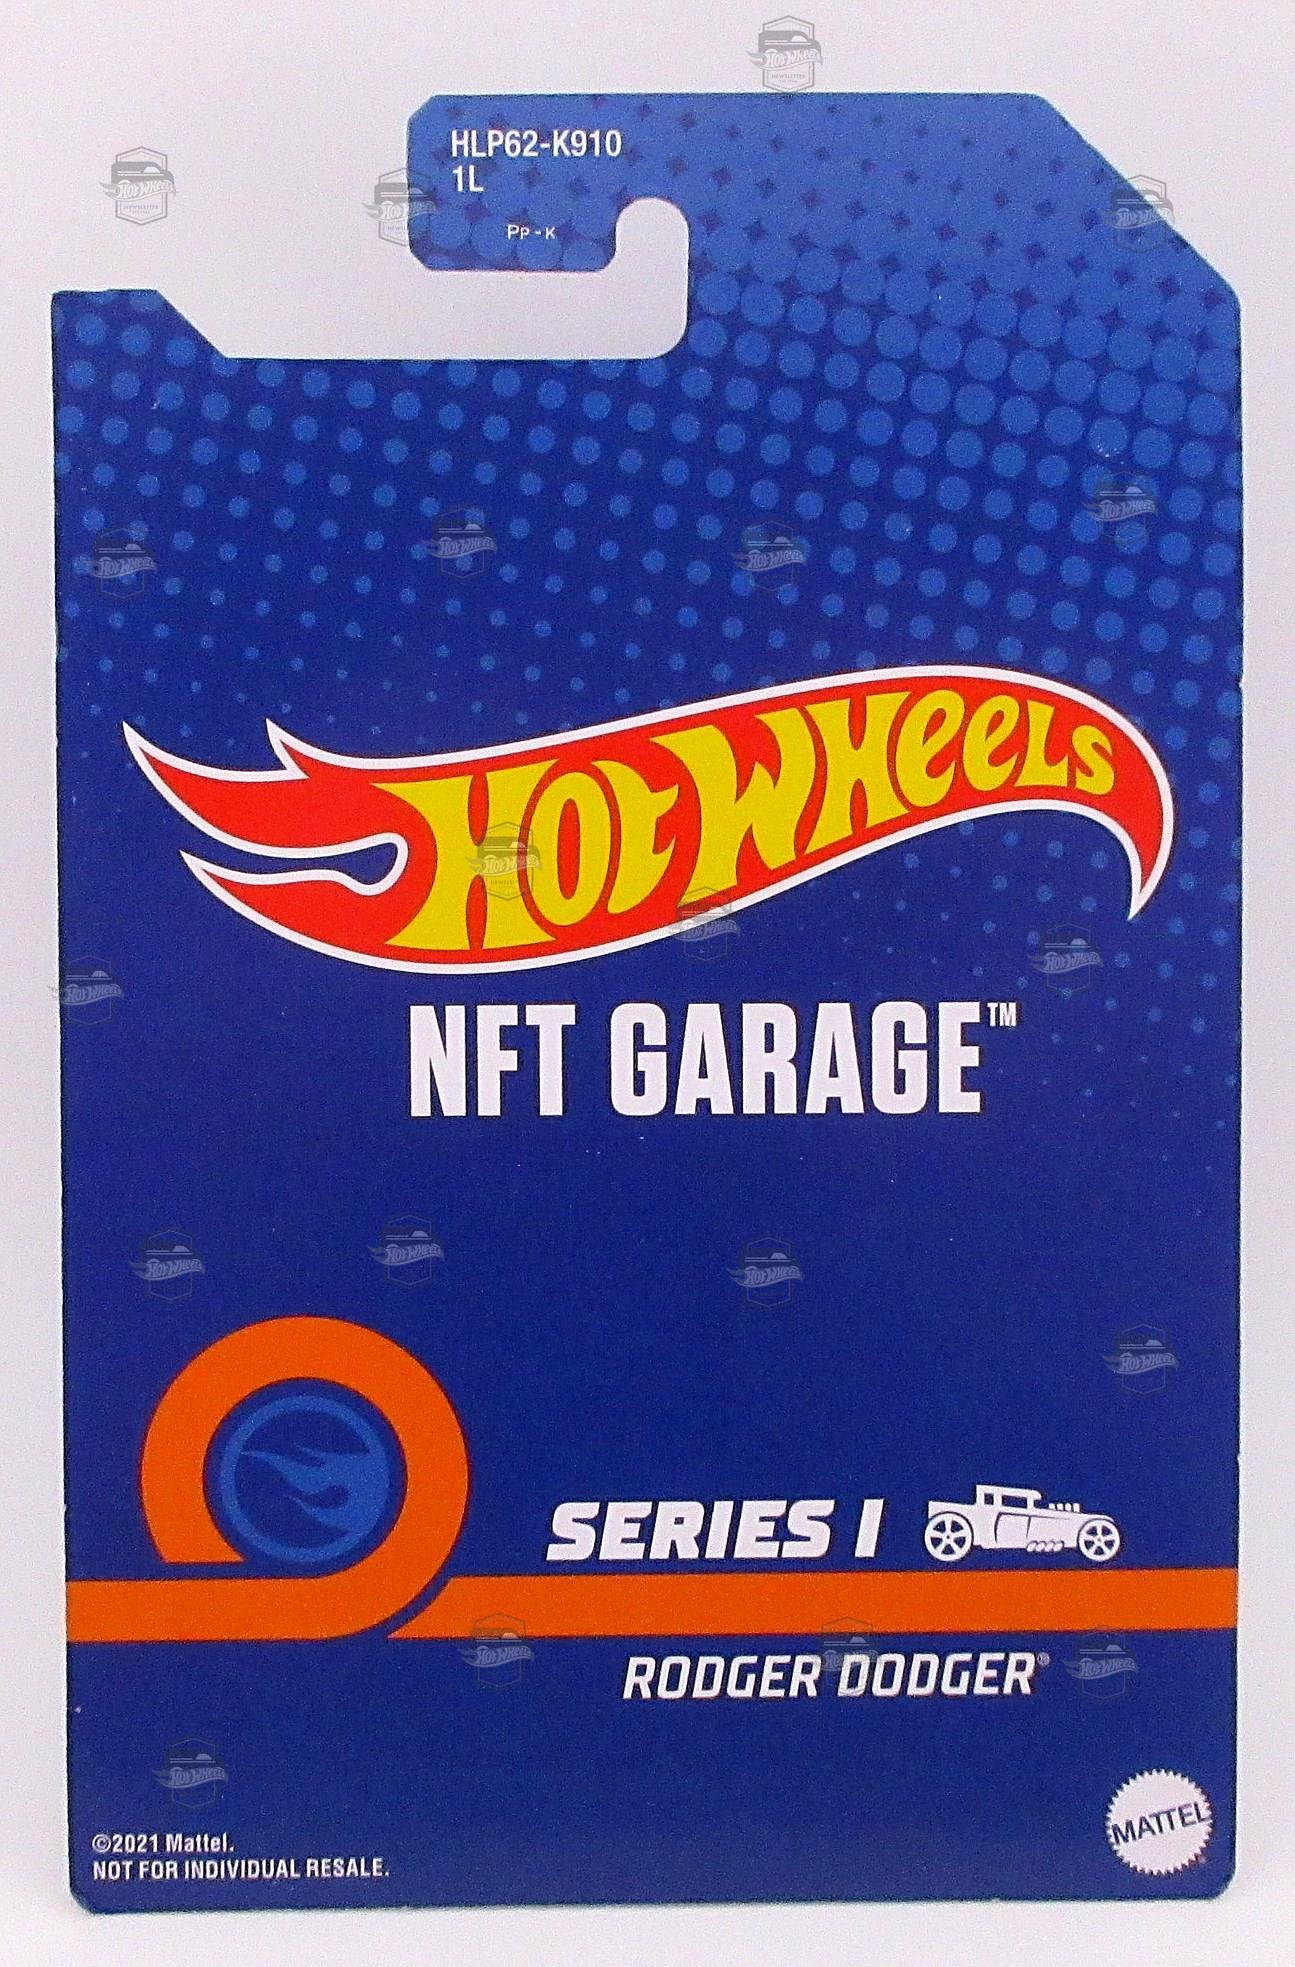 HLP62-K910
1L
PP-K
HOT WHEELS
NFT GARAGE™
SERIES I
RODGER DODGER®
MATTEL
©2021 Mattel.
NOT FOR INDIVIDUAL RESALE.